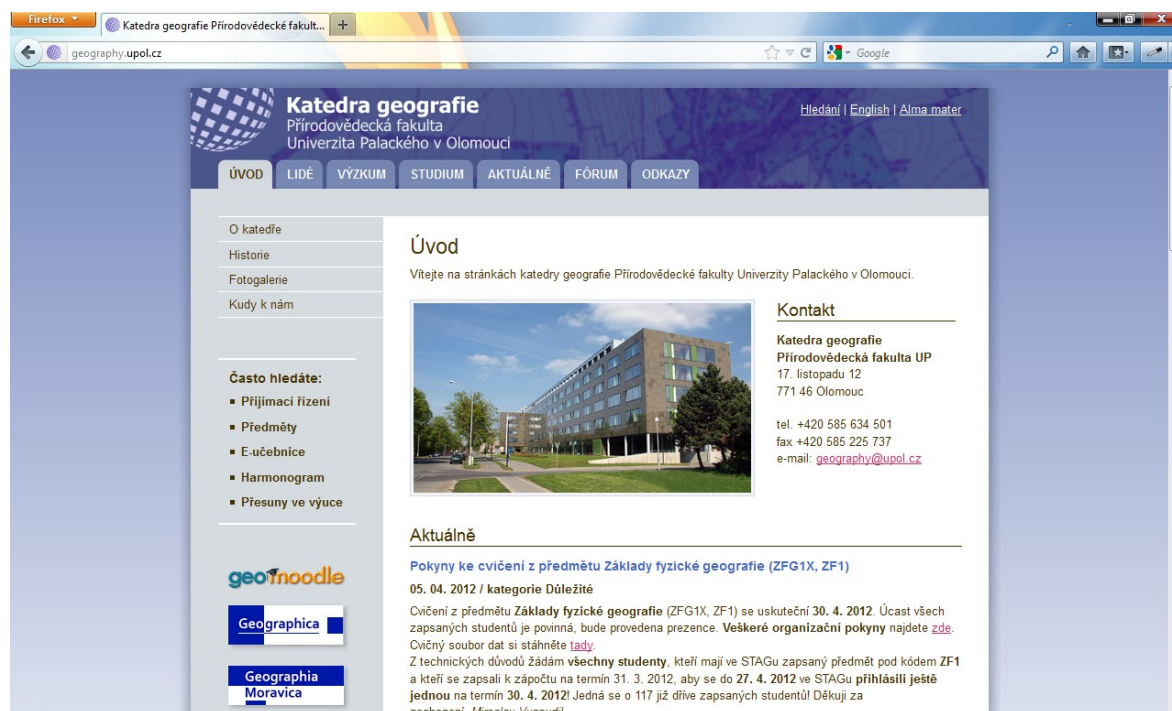 Firefox
Katedra geografie Přírodovědecké fakult...
geography.upol.cz
Google
Katedra geografie
Přírodovědecká fakulta
Univerzita Palackého v Olomouci
Hledání | English | Alma mater
ÚVOD LIDÉ VÝZKUM STUDIUM AKTUÁLNĚ FÓRUM ODKAZY
O katedře
Historie
Fotogalerie
Kudy k nám
Často hledáte:
Přijímací řízení
Předměty
E-učebnice
Harmonogram
Přesuny ve výuce
geomoodle
Geographica
Geographia
Moravica
Úvod
Vítejte na stránkách katedry geografie Přírodovědecké fakulty Univerzity Palackého v Olomouci.
Kontakt
Katedra geografie
Přírodovědecká fakulta UP
17. listopadu 12
771 46 Olomouc
tel. +420 585 634 501
fax +420 585 225 737
e-mail: geography@upol.cz
Aktuálně
Pokyny ke cvičení z předmětu Základy fyzické geografie (ZFG1X, ZF1)
05. 04. 2012 / kategorie Důležité
Cvičení z předmětu Základy fyzické geografie (ZFG1X, ZF1) se uskuteční 30. 4. 2012. Účast všech
zapsaných studentů je povinná, bude provedena prezence. Veškeré organizační pokyny najdete zde.
Cvičný soubor dat si stáhněte tady.
Z technických důvodů žádám všechny studenty, kteří mají ve STAGu zapsaný předmět pod kódem ZF1
a kteří se zapsali k zápočtu na termín 31. 3. 2012, aby se do 27. 4. 2012 ve STAGu přihlásili ještě
jednou na termín 30. 4. 2012! Jedná se o 117 již dříve zapsaných studentů! Děkuji za